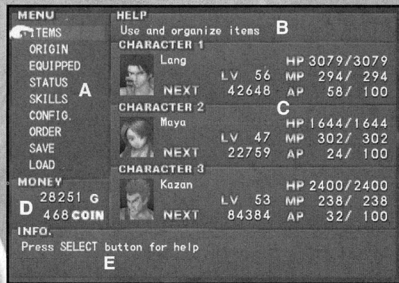 MENU
ITEMS
ORIGIN
EQUIPPED
STATUS
SKILLS
CONFIG.
ORDER
SAVE
LOAD
A
HELP
Use and organize items
B
CHARACTER 1
Lang
HP 3079/3079
LV 56 MP 294/ 294
NEXT 42648 AP 58/ 100
C
CHARACTER 2
Maya
HP 1644/1644
LV 47 MP 302/ 302
NEXT 22759 AP 24/ 100
CHARACTER 3
Kazan
HP 2400/2400
LV 53 MP 238/ 238
NEXT 84384 AP 32/ 100
MONEY
D
28251 G
468 COIN
INFO.
Press SELECT button for help
E